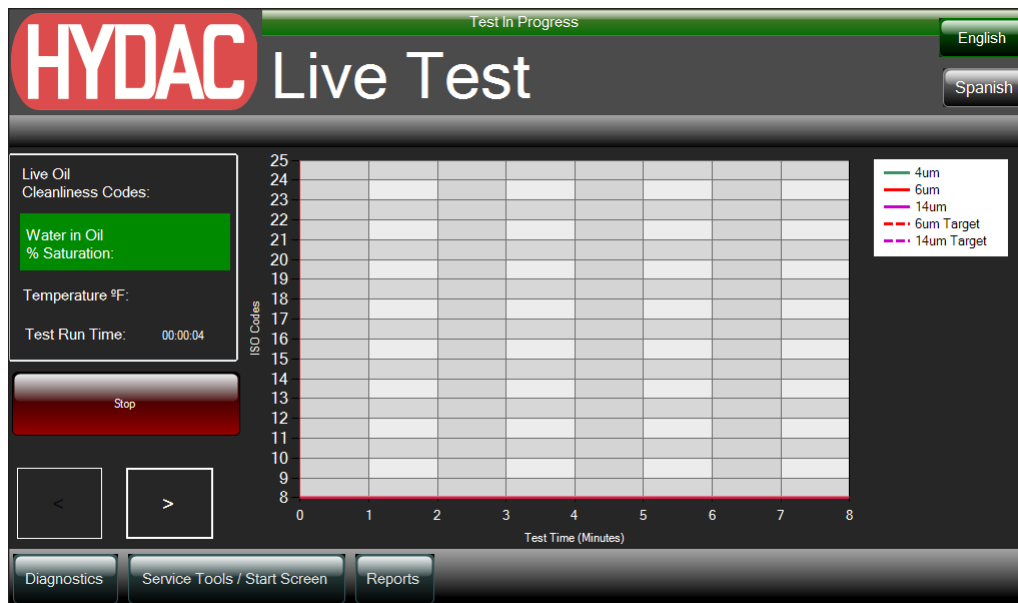 Test In Progress
HYDAC
Live Test
English
Spanish
Live Oil
Cleanliness Codes:
Water in Oil
% Saturation:
Temperature ºF:
Test Run Time: 00:00:04
Stop
<
>
ISO Codes
25
24
23
22
21
20
19
18
17
16
15
14
13
12
11
10
9
8
0 1 2 3 4 5 6 7 8
Test Time (Minutes)
4um
6um
14um
6um Target
14um Target
Diagnostics
Service Tools / Start Screen
Reports